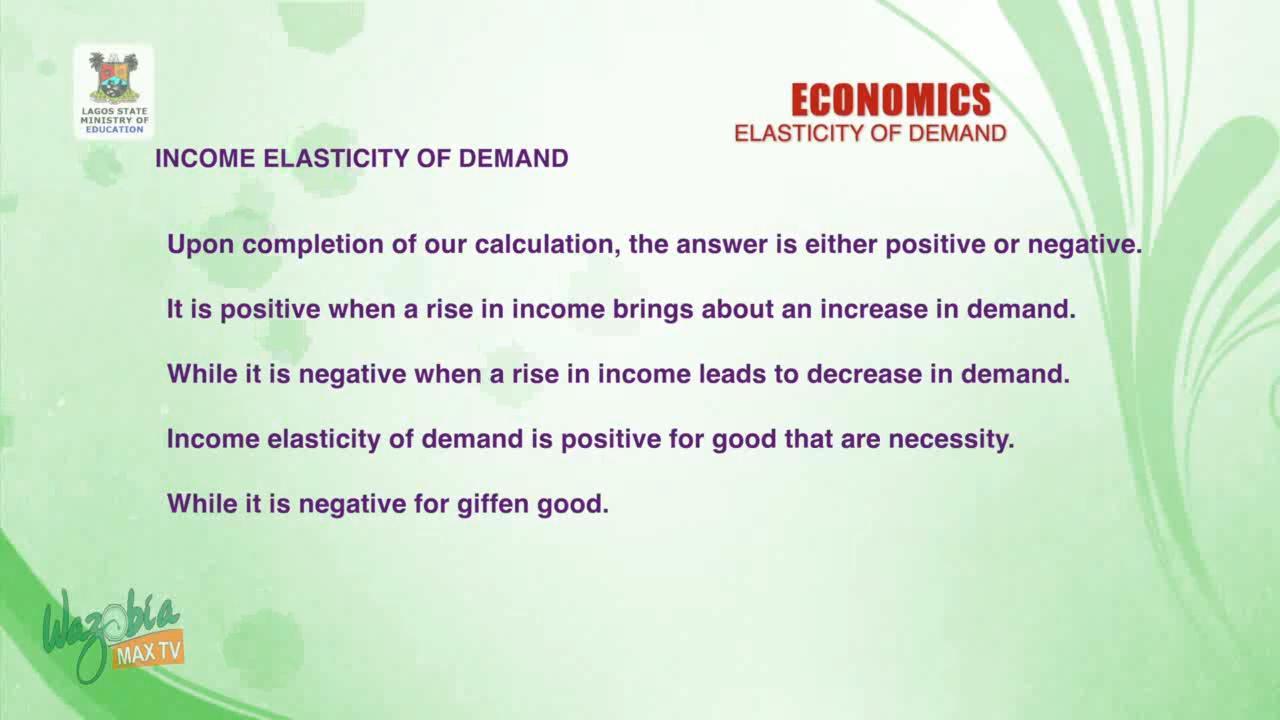 LAGOS STATE
MINISTRY OF
EDUCATION
ECONOMICS
ELASTICITY OF DEMAND
INCOME ELASTICITY OF DEMAND
Upon completion of our calculation, the answer is either positive or negative.
It is positive when a rise in income brings about an increase in demand.
While it is negative when a rise in income leads to decrease in demand.
Income elasticity of demand is positive for good that are necessity.
While it is negative for giffen good.
Wazobia
MAX TV